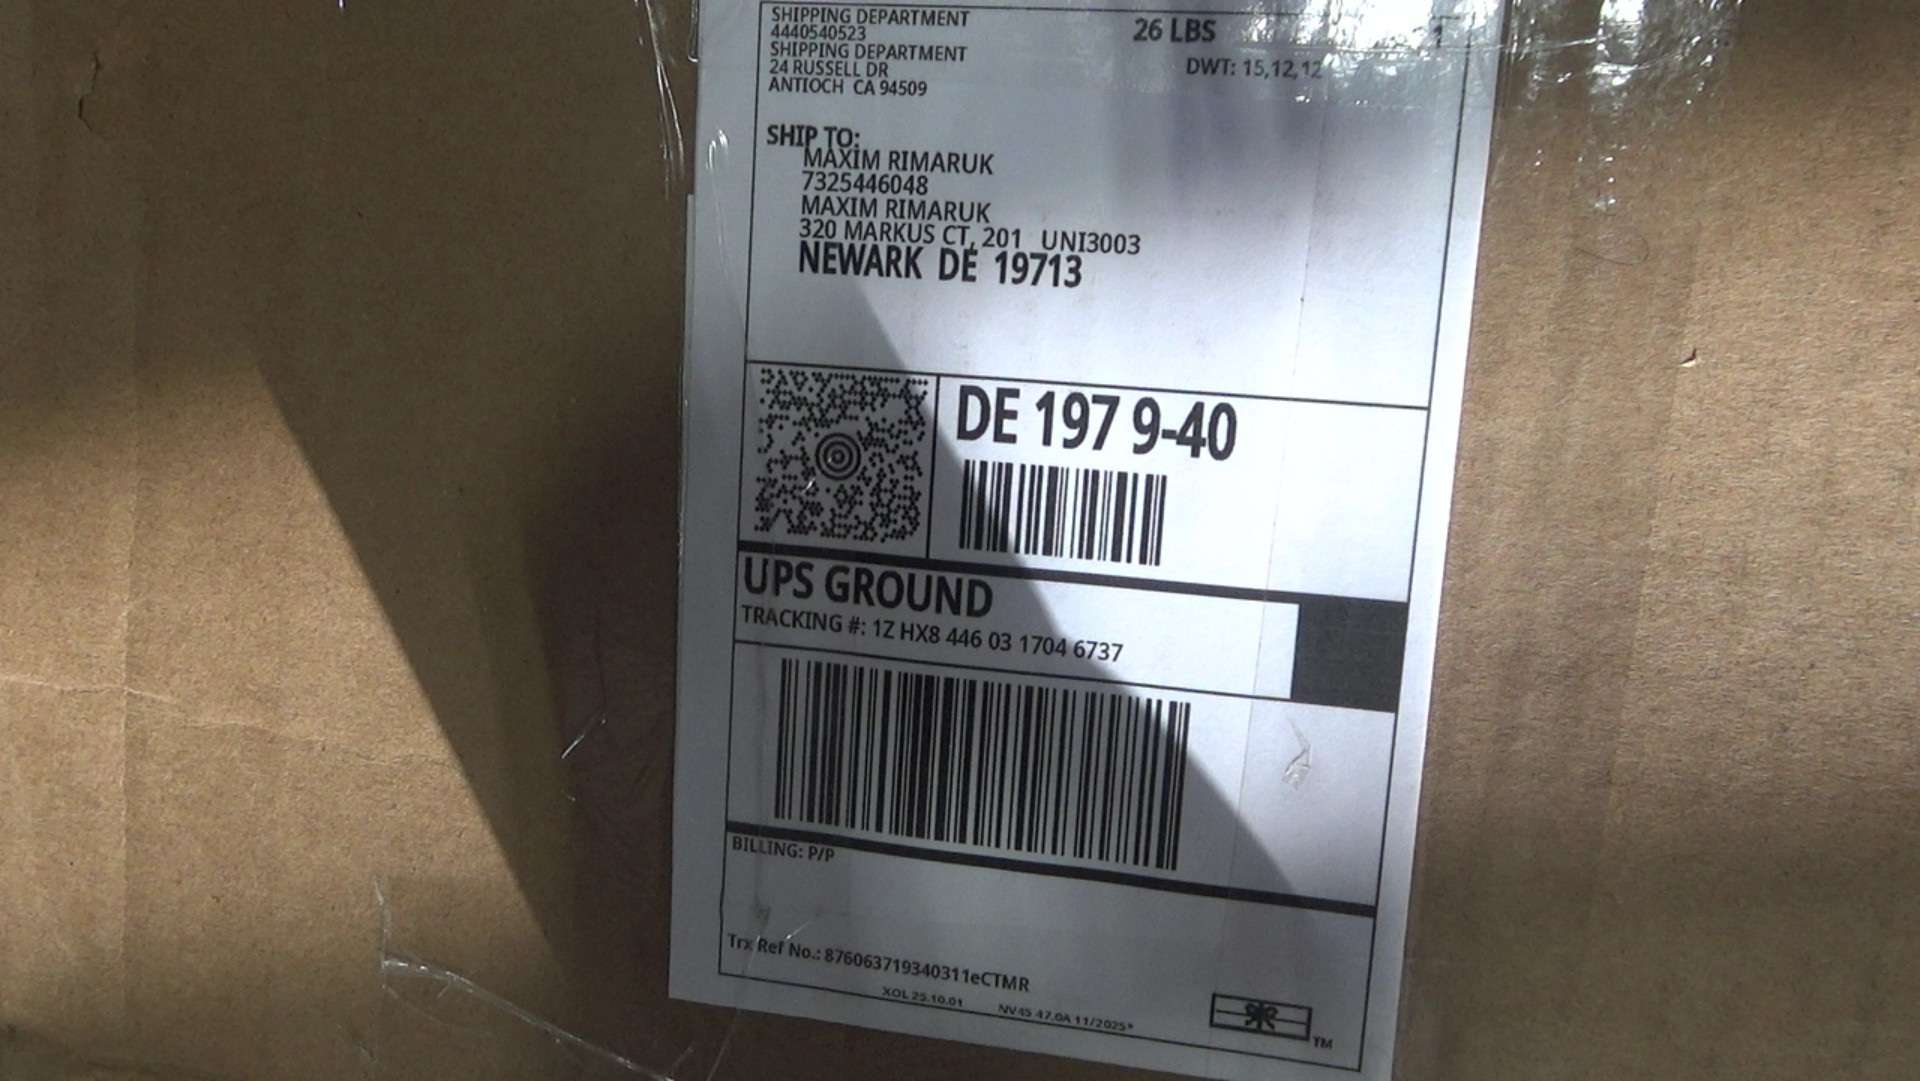 SHIPPING DEPARTMENT
4440540523
SHIPPING DEPARTMENT
24 RUSSELL DR
ANTIOCH CA 94509
26 LBS
1
DWT: 15,12,12
SHIP TO:
MAXIM RIMARUK
7325446048
MAXIM RIMARUK
320 MARKUS CT, 201 UNI3003
NEWARK DE 19713
DE 197 9-40
UPS GROUND
TRACKING #: 1Z HX8 446 03 1704 6737
BILLING: P/P
Trx Ref No.: 876063719340311eCTMR
XOL 25.10.01
NV45 47.0A 11/2025*
TM